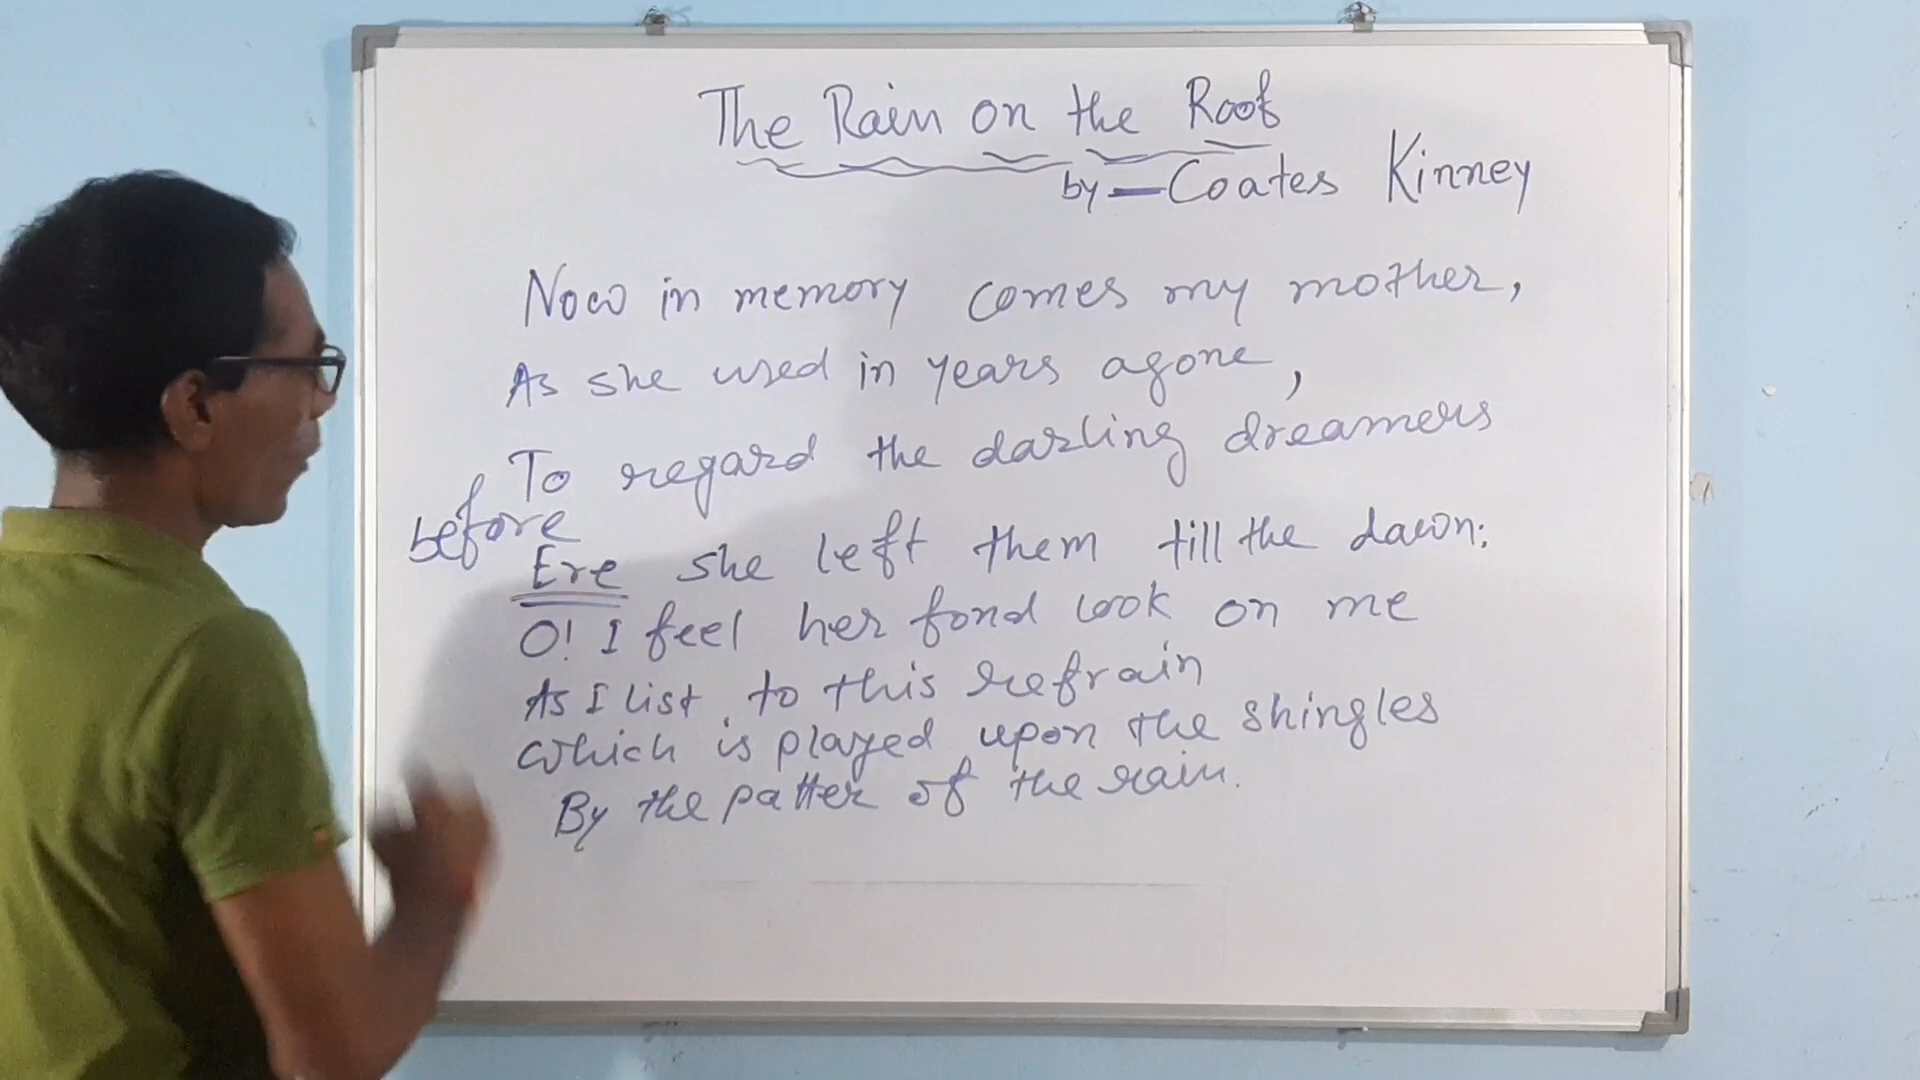 The Rain on the Roof
by - Coates Kinney
Now in memory comes my mother,
As she used in years agone,
To regard the darling dreamers
before
Ere she left them till the dawn:
O! I feel her fond look on me
As I list to this refrain
Which is played upon the shingles
By the patter of the rain.